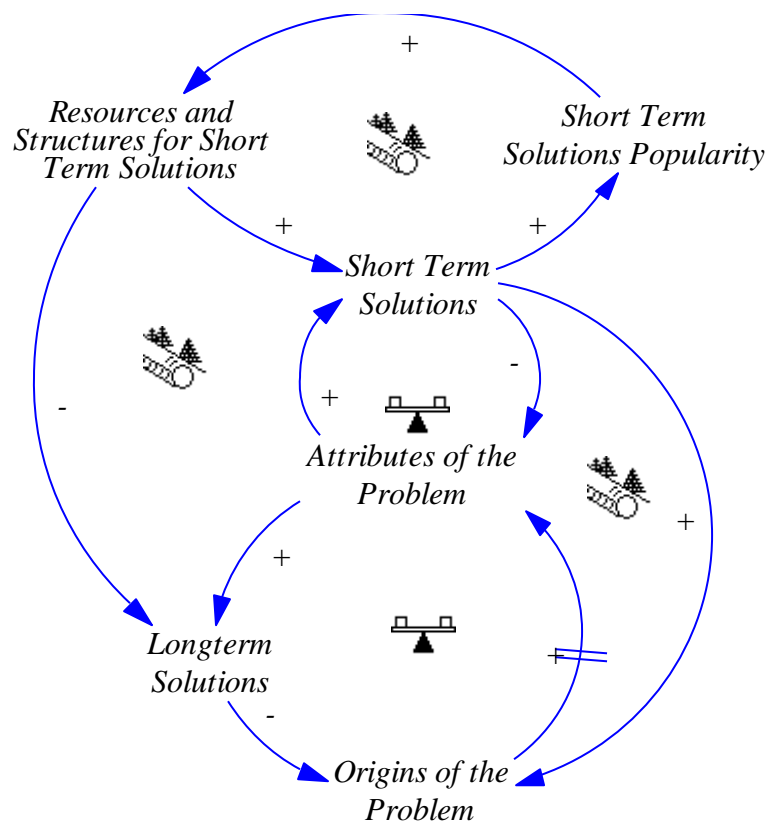 +
Resources and
Structures for Short
Term Solutions
Short Term
Solutions Popularity
+
+
Short Term
Solutions
-
-
+
Attributes of the
Problem
+
+
Longterm
Solutions
+
-
Origins of the
Problem